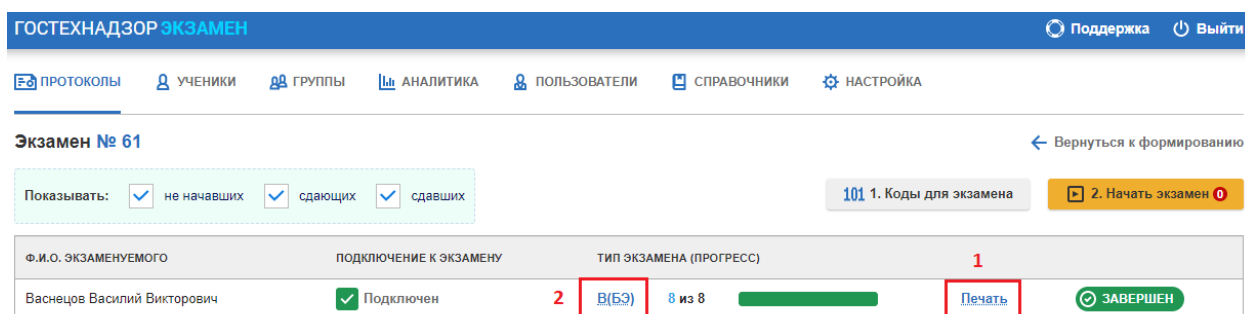 ГОСТЕХНАДЗОР ЭКЗАМЕН Поддержка Выйти
ПРОТОКОЛЫ УЧЕНИКИ ГРУППЫ АНАЛИТИКА ПОЛЬЗОВАТЕЛИ СПРАВОЧНИКИ НАСТРОЙКА
Экзамен № 61 Вернуться к формированию
Показывать: не начавших сдающих сдавших 101 1. Коды для экзамена 2. Начать экзамен 0
Ф.И.О. ЭКЗАМЕНУЕМОГО ПОДКЛЮЧЕНИЕ К ЭКЗАМЕНУ ТИП ЭКЗАМЕНА (ПРОГРЕСС) 1
Васнецов Василий Викторович Подключен 2 В(БЭ) 8 из 8 Печать ЗАВЕРШЕН